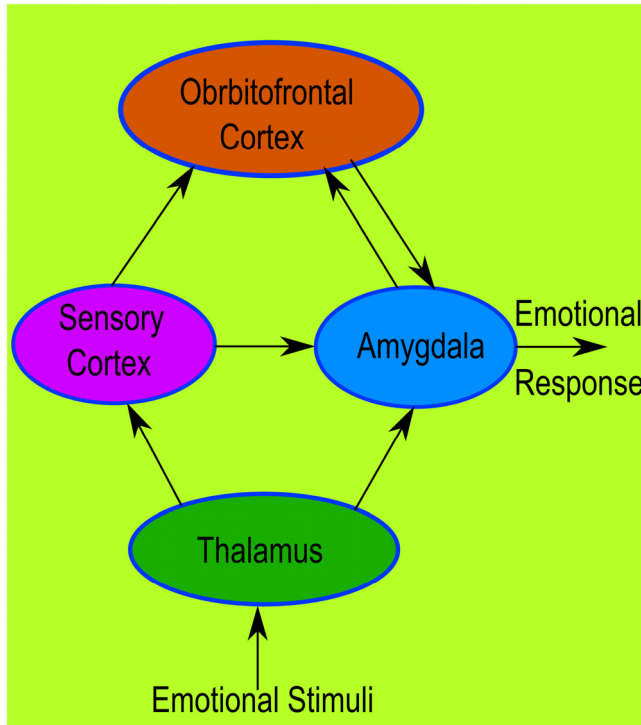 Obrbitofrontal
Cortex
Sensory
Cortex
Amygdala
Emotional
Response
Thalamus
Emotional Stimuli